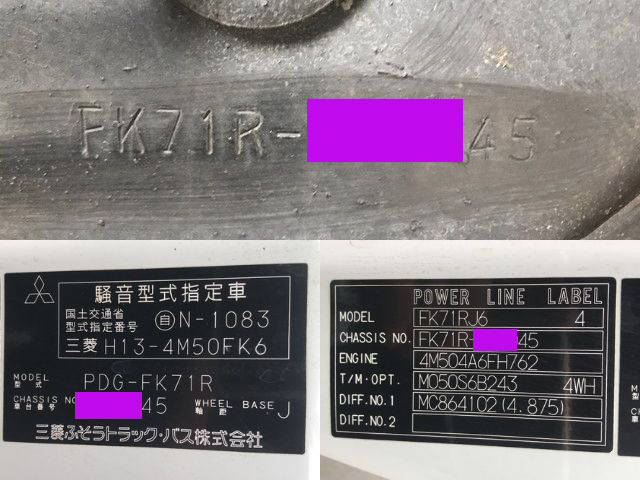 FK71R-45
騒音型式指定車
国土交通省
型式指定番号 自N-1083
三菱 H13-4M50FK6
MODEL
型式 PDG-FK71R
CHASSIS NO.
車台番号 45 WHEEL BASE
軸距 J
三菱ふそうトラック・バス株式会社
POWER LINE LABEL
MODEL FK71RJ6 4
CHASSIS NO. FK71R-45
ENGINE 4M504A6FH762
T/M・OPT. M050S6B243 4WH
DIFF.NO.1 MC864102(4.875)
DIFF.NO.2